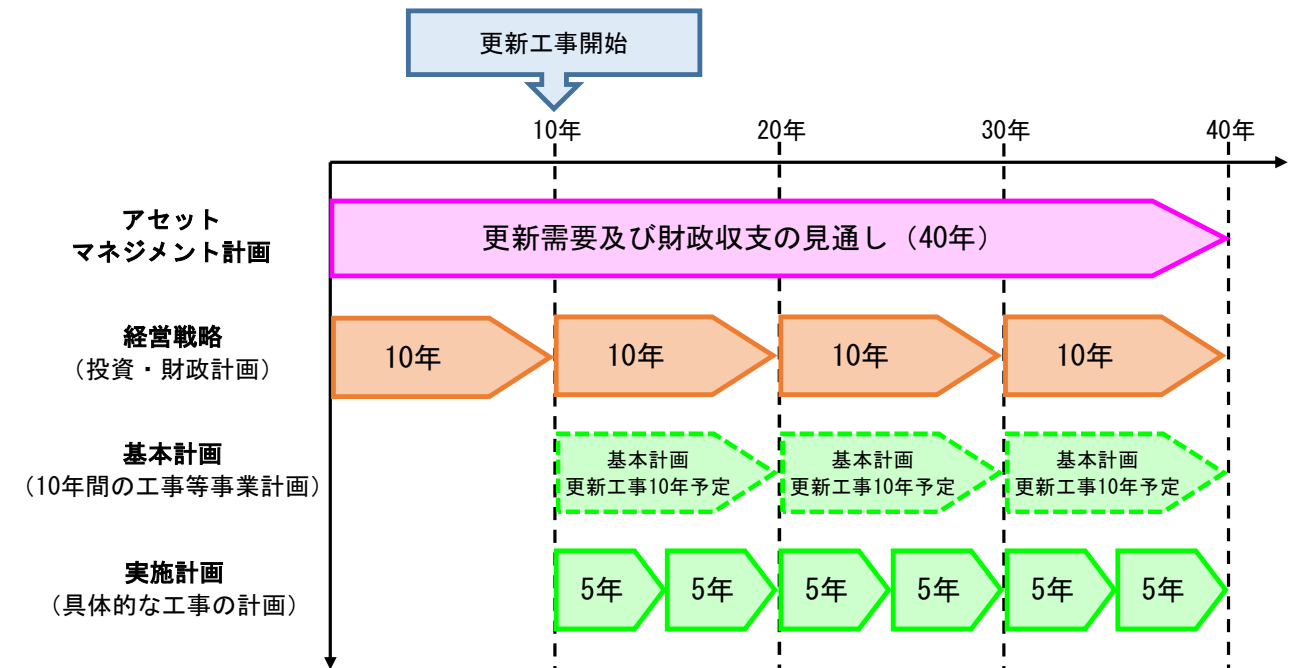 更新工事開始
10年
20年
30年
40年
アセット
マネジメント計画
更新需要及び財政収支の見通し（40年）
経営戦略
（投資・財政計画）
10年
10年
10年
10年
基本計画
（10年間の工事等事業計画）
基本計画
更新工事10年予定
基本計画
更新工事10年予定
基本計画
更新工事10年予定
実施計画
（具体的な工事の計画）
5年
5年
5年
5年
5年
5年